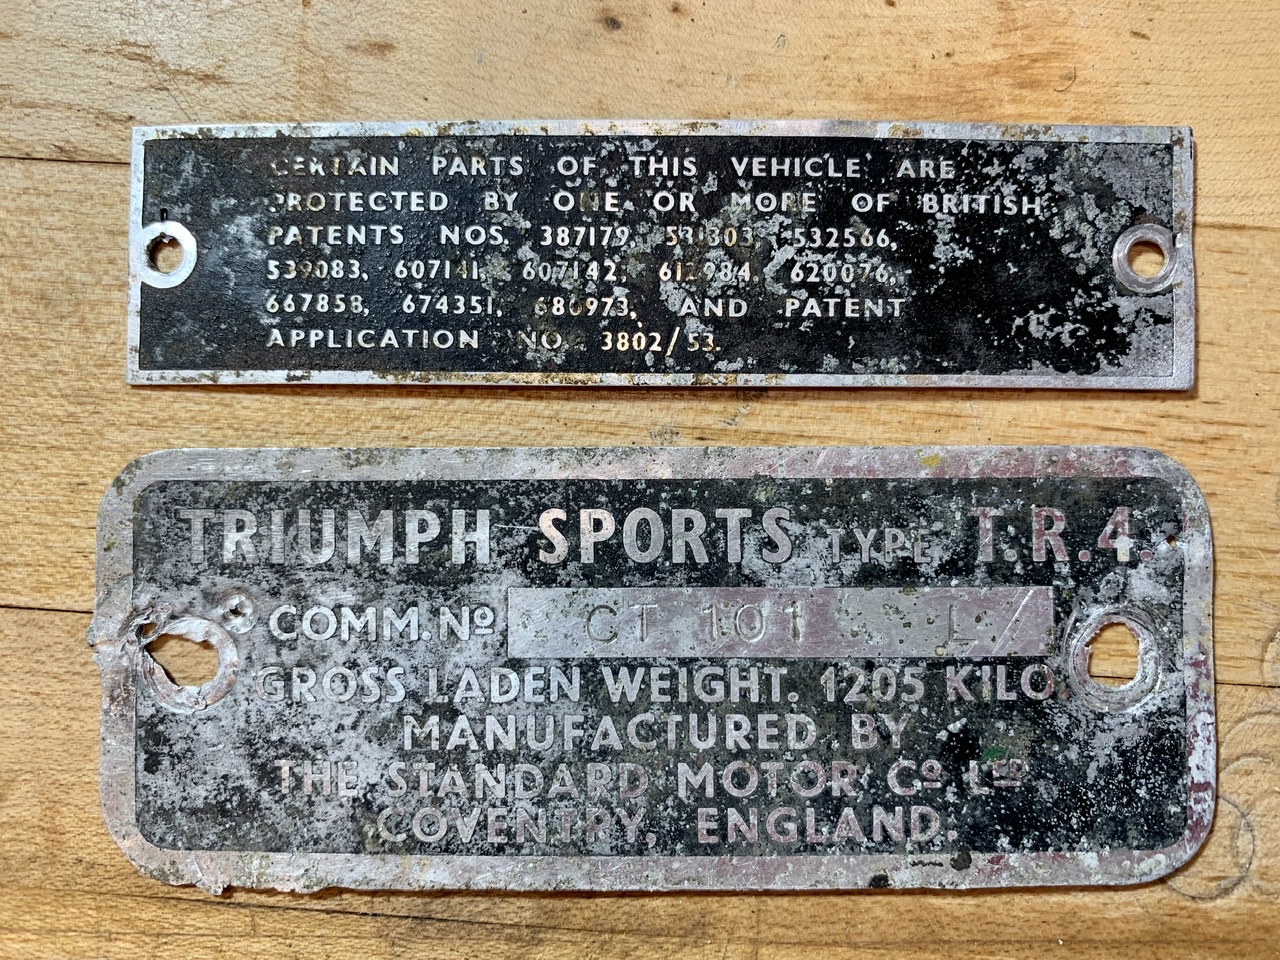 CERTAIN PARTS OF THIS VEHICLE ARE
PROTECTED BY ONE OR MORE OF BRITISH
PATENTS NOS. 387179, 532566,
539083, 607141, 607142, 620076,
667858, 674351, AND PATENT
APPLICATION NO. 3802/53.
TRIUMPH SPORTS TYPE T.R.4.
COMM. Nº CT 101 L/
GROSS LADEN WEIGHT. 1205 KILO.
MANUFACTURED BY
THE STANDARD MOTOR Cº Lᵀᴰ
COVENTRY, ENGLAND.